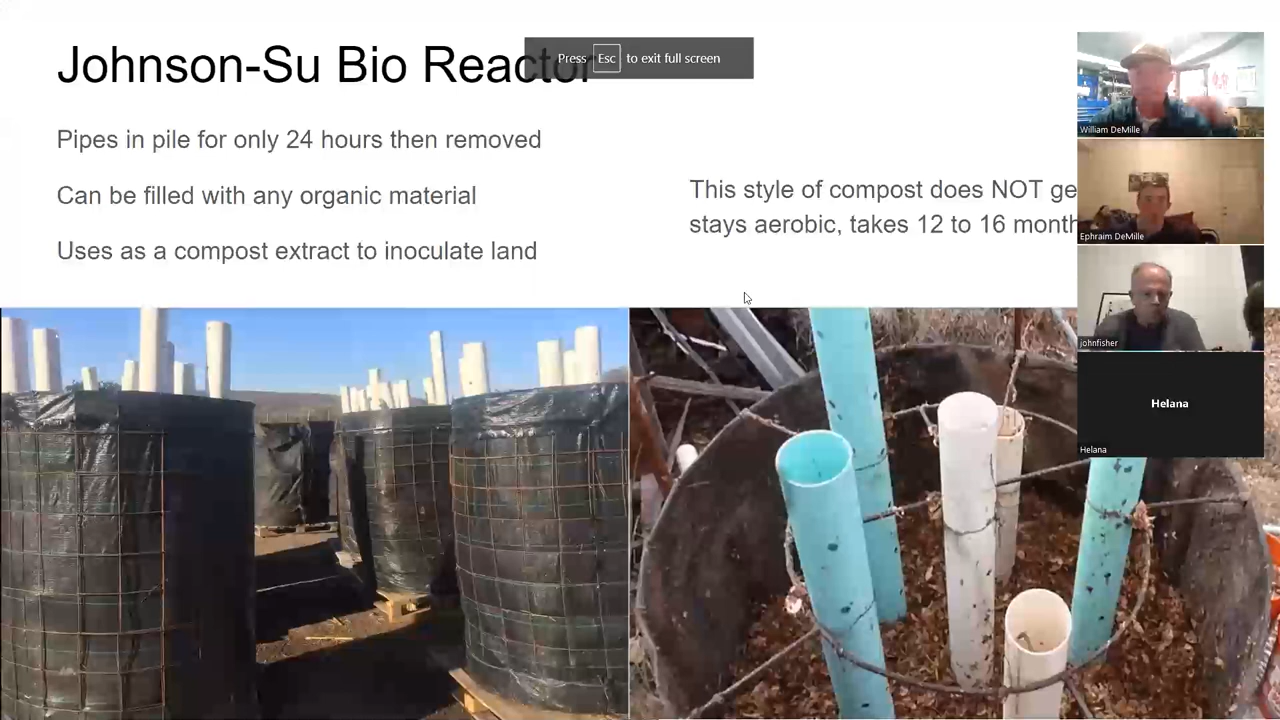 Johnson-Su Bio Reactor
Press Esc to exit full screen
Pipes in pile for only 24 hours then removed
Can be filled with any organic material
Uses as a compost extract to inoculate land
This style of compost does NOT ge
stays aerobic, takes 12 to 16 month
William DeMille
Ephraim DeMille
johnfisher
Helana
Helana